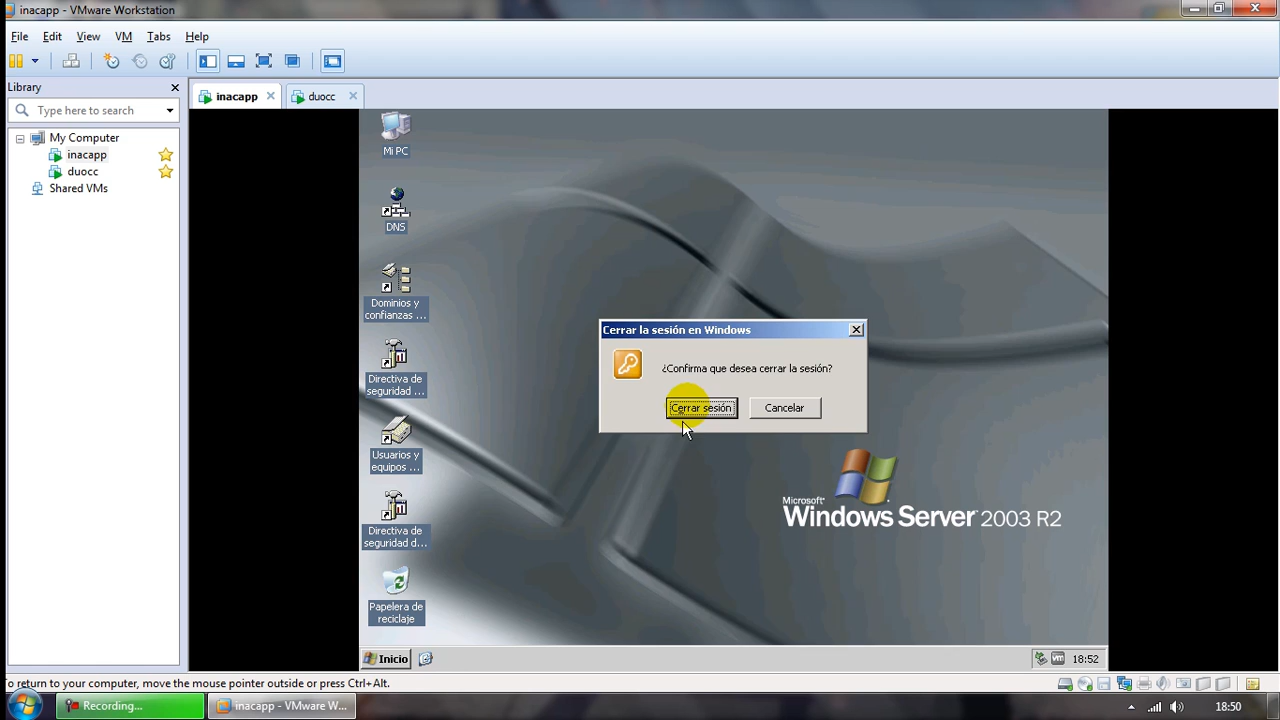 inacapp - VMware Workstation
File Edit View VM Tabs Help
Library
Type here to search
My Computer
inacapp
duocc
Shared VMs
inacapp
duocc
Mi PC
DNS
Dominios y
confianzas ...
Directiva de
seguridad ...
Usuarios y
equipos ...
Directiva de
seguridad d...
Papelera de
reciclaje
Cerrar la sesión en Windows
¿Confirma que desea cerrar la sesión?
Cerrar sesión Cancelar
Microsoft
Windows Server 2003 R2
Inicio
18:52
o return to your computer, move the mouse pointer outside or press Ctrl+Alt.
Recording...
inacapp - VMware W...
18:50